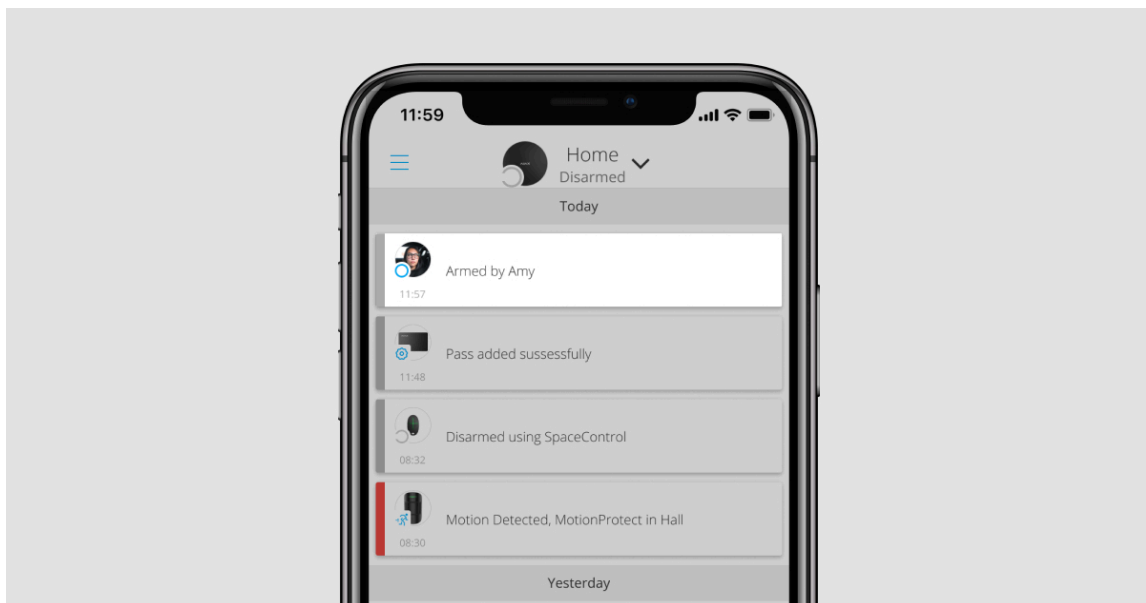 11:59
Home
Disarmed
Today
Armed by Amy
11:57
Pass added sussessfully
11:48
Disarmed using SpaceControl
08:32
Motion Detected, MotionProtect in Hall
08:30
Yesterday